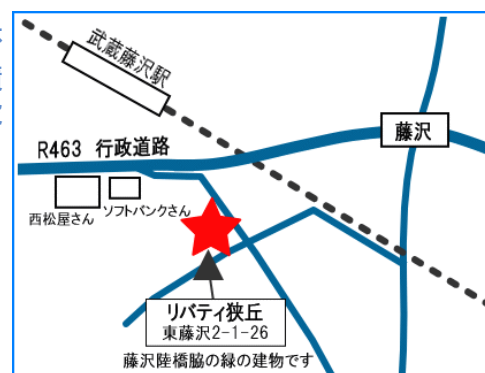 武蔵藤沢駅
藤沢
R463 行政道路
西松屋さん
ソフトバンクさん
リバティ狭丘
東藤沢2-1-26
藤沢陸橋脇の緑の建物です